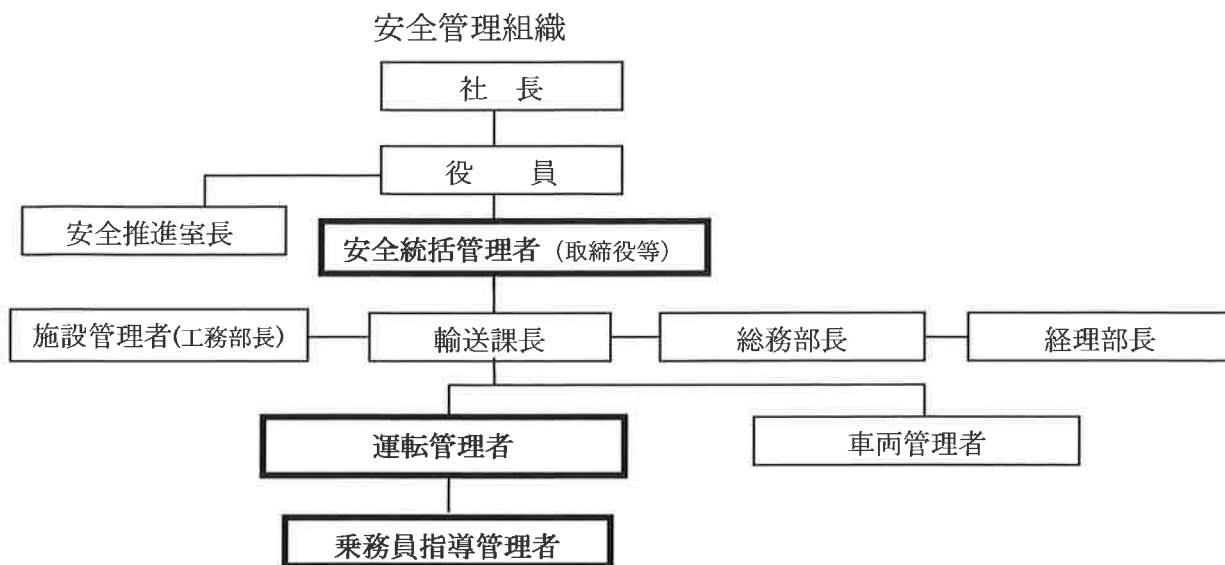 安全管理組織
社 長
役 員
安全推進室長
安全統括管理者 (取締役等)
施設管理者(工務部長)
輸送課長
総務部長
経理部長
運転管理者
車両管理者
乗務員指導管理者